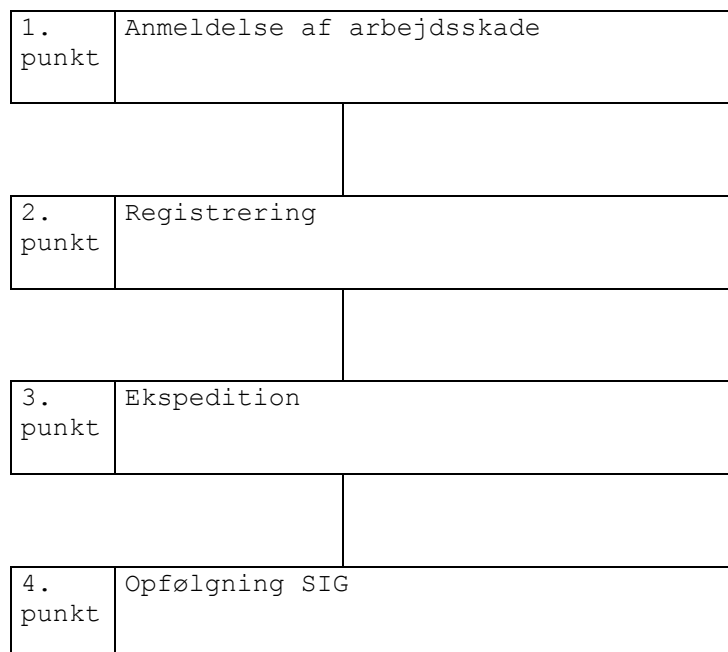 1. Anmeldelse af arbejdsskade
punkt
2. Registrering
punkt
3. Ekspedition
punkt
4. Opfølgning SIG
punkt